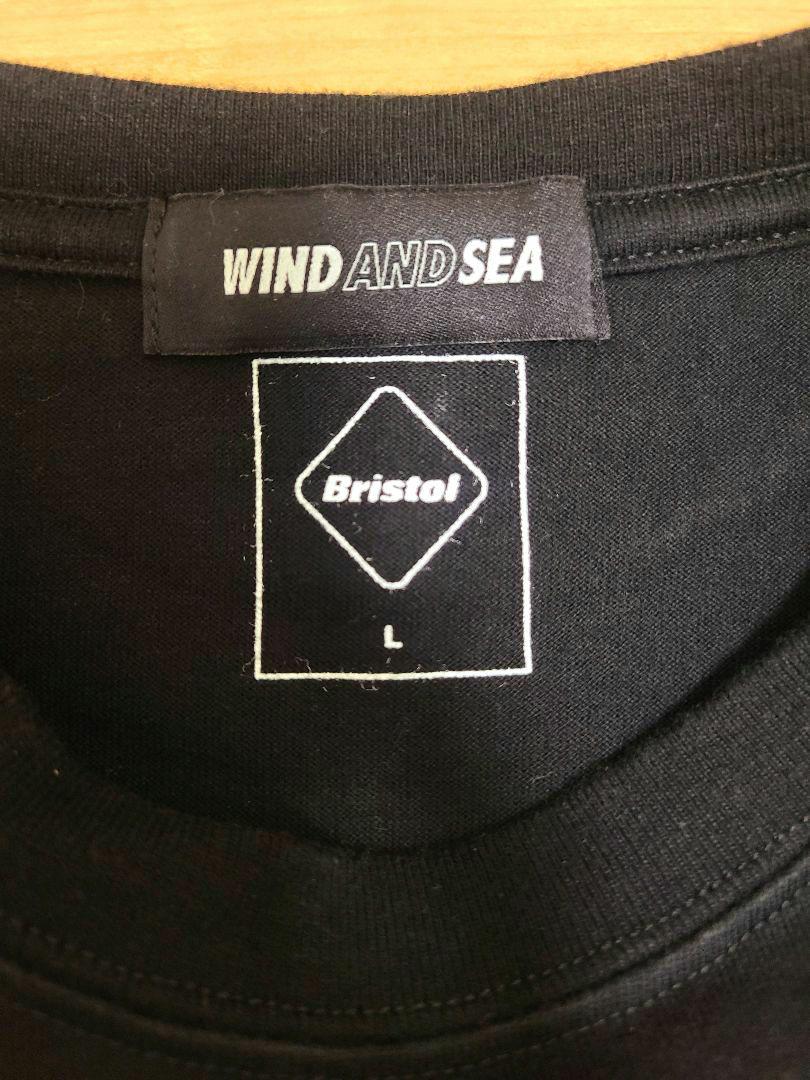 WIND AND SEA
Bristol
L